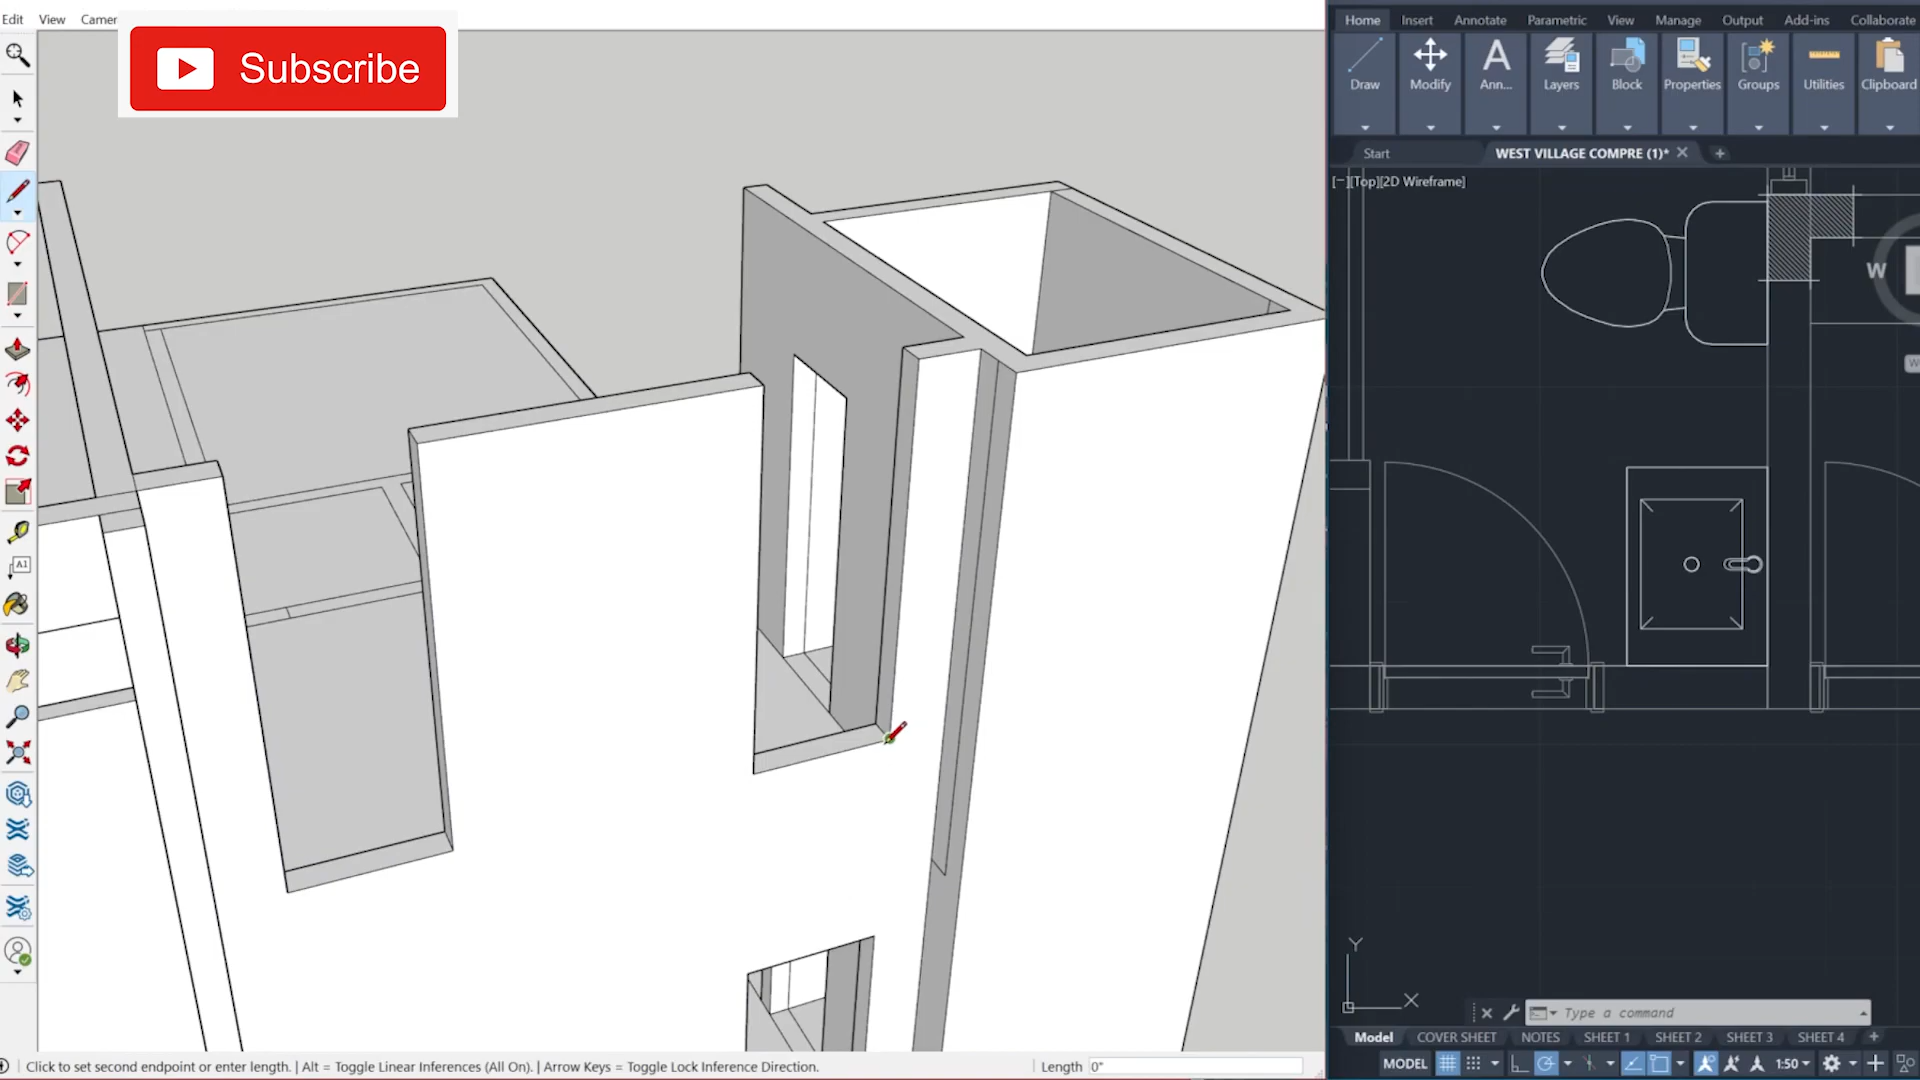 Edit View Camer
Subscribe
A1
Click to set second endpoint or enter length. | Alt = Toggle Linear Inferences (All On). | Arrow Keys = Toggle Lock Inference Direction.
Length 0"
Home Insert Annotate Parametric View Manage Output Add-ins Collaborate
A
Draw Modify Ann... Layers Block Properties Groups Utilities Clipboard
Start WEST VILLAGE COMPRE (1)*
[−][Top][2D Wireframe]
W
Y
X
Type a command
Model COVER SHEET NOTES SHEET 1 SHEET 2 SHEET 3 SHEET 4
MODEL 1:50